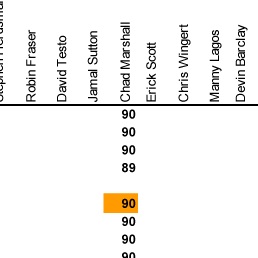 Robin Fraser
David Testo
Jamal Sutton
Chad Marshall
Erick Scott
Chris Wingert
Manny Lagos
Devin Barclay
90
90
90
89
90
90
90
90